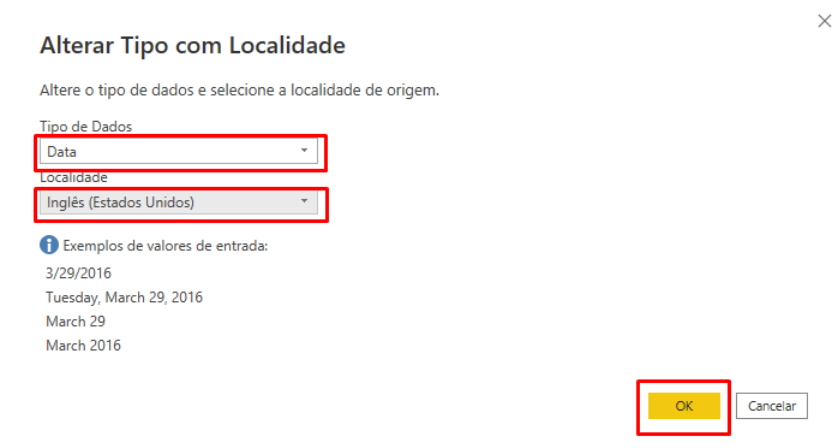 Alterar Tipo com Localidade
Altere o tipo de dados e selecione a localidade de origem.
Tipo de Dados
Data
Localidade
Inglês (Estados Unidos)
Exemplos de valores de entrada:
3/29/2016
Tuesday, March 29, 2016
March 29
March 2016
OK Cancelar